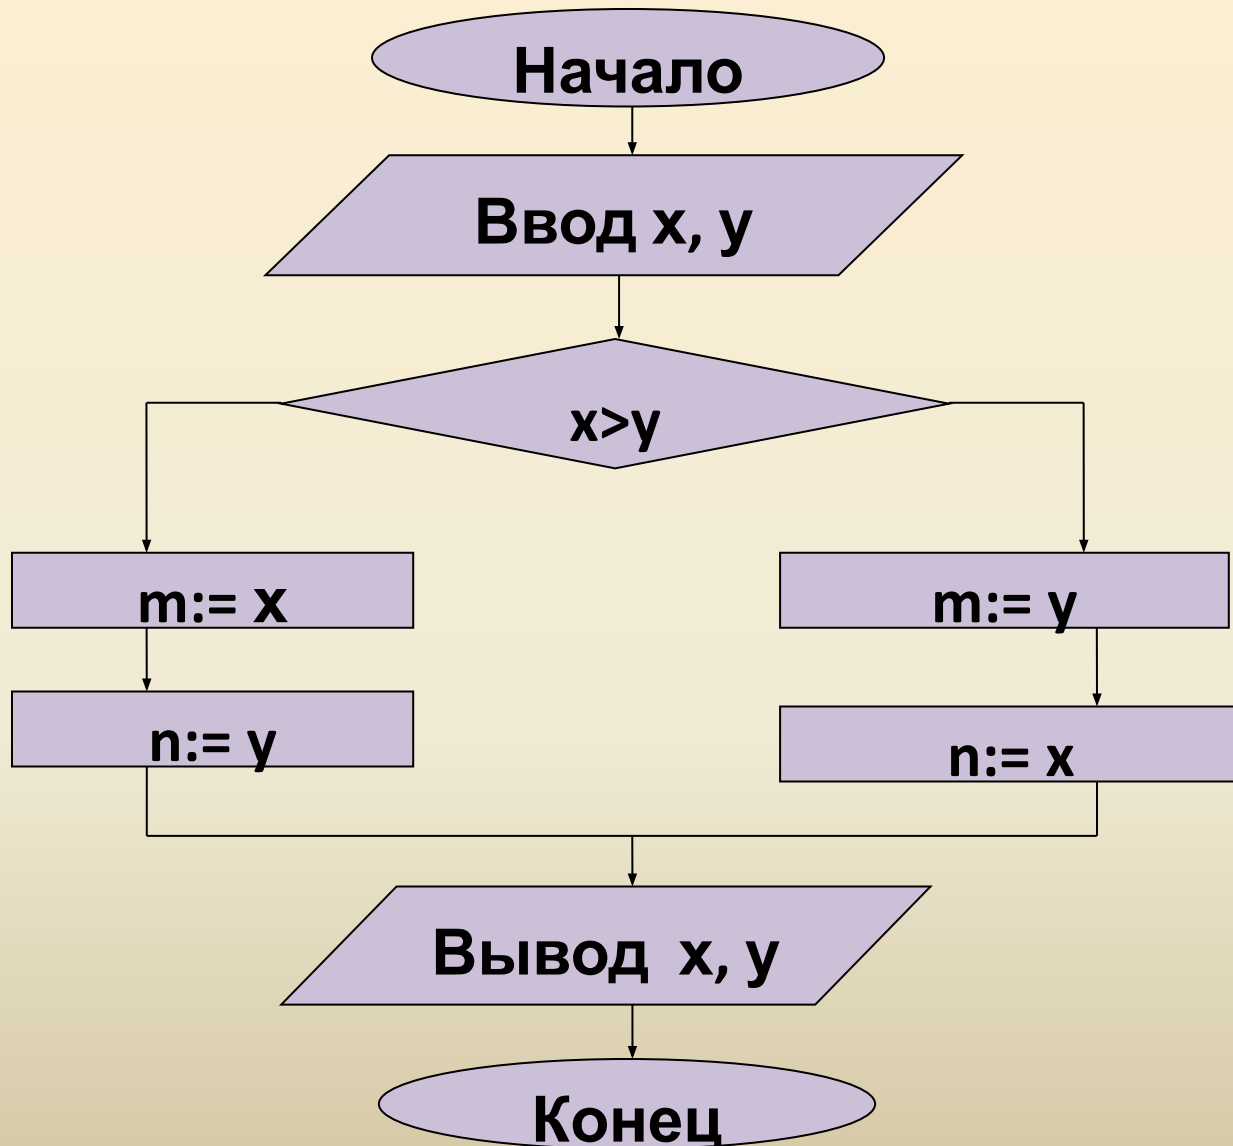 Начало
Ввод x, y
x>y
m:= x
m:= y
n:= y
n:= x
Вывод x, y
Конец